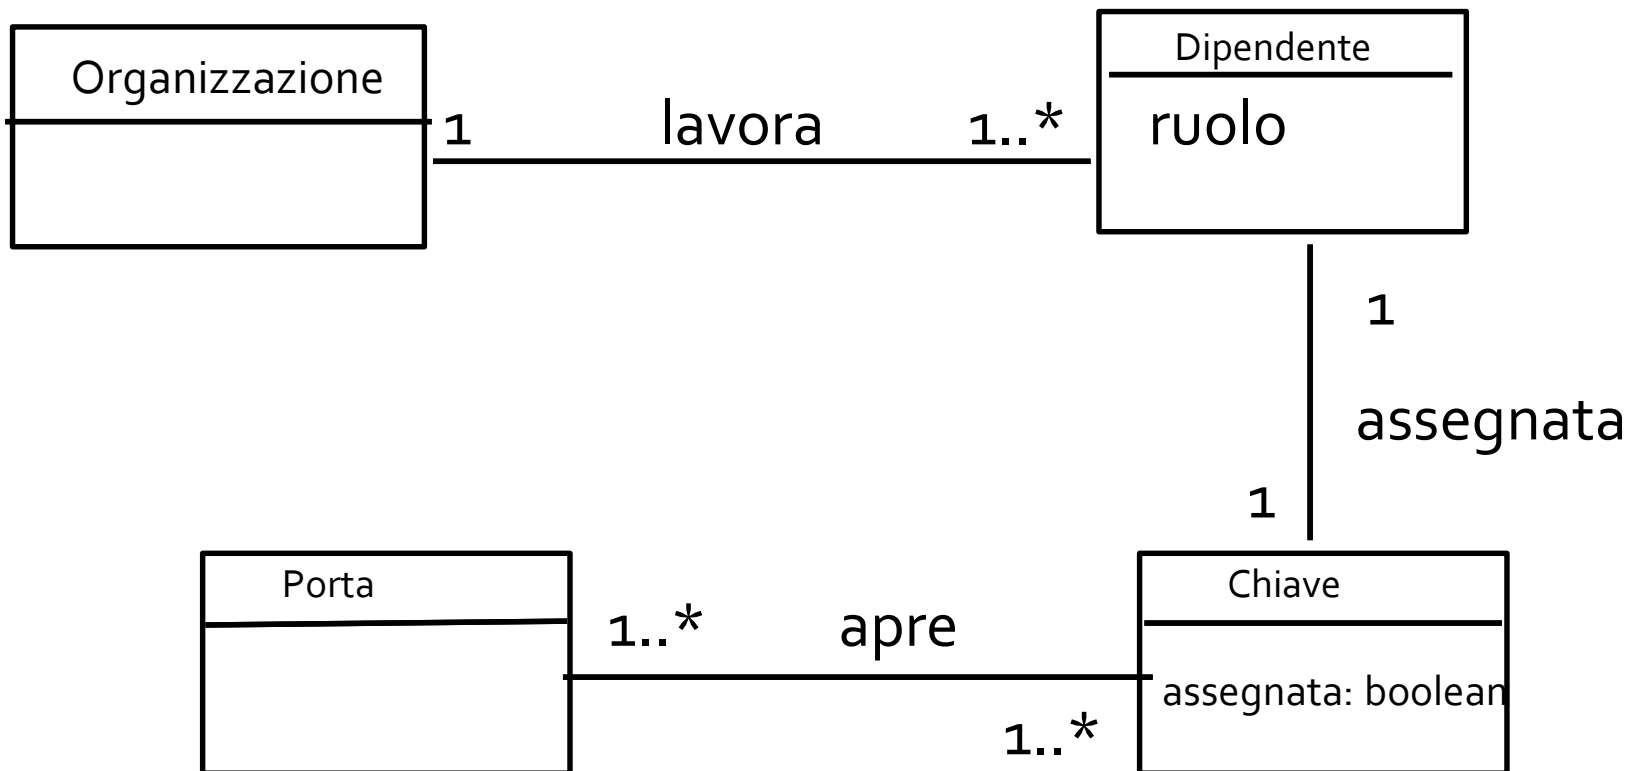 Organizzazione
Dipendente
1
lavora
1..*
ruolo
1
assegnata
1
Porta
Chiave
1..*
apre
assegnata: boolean
1..*